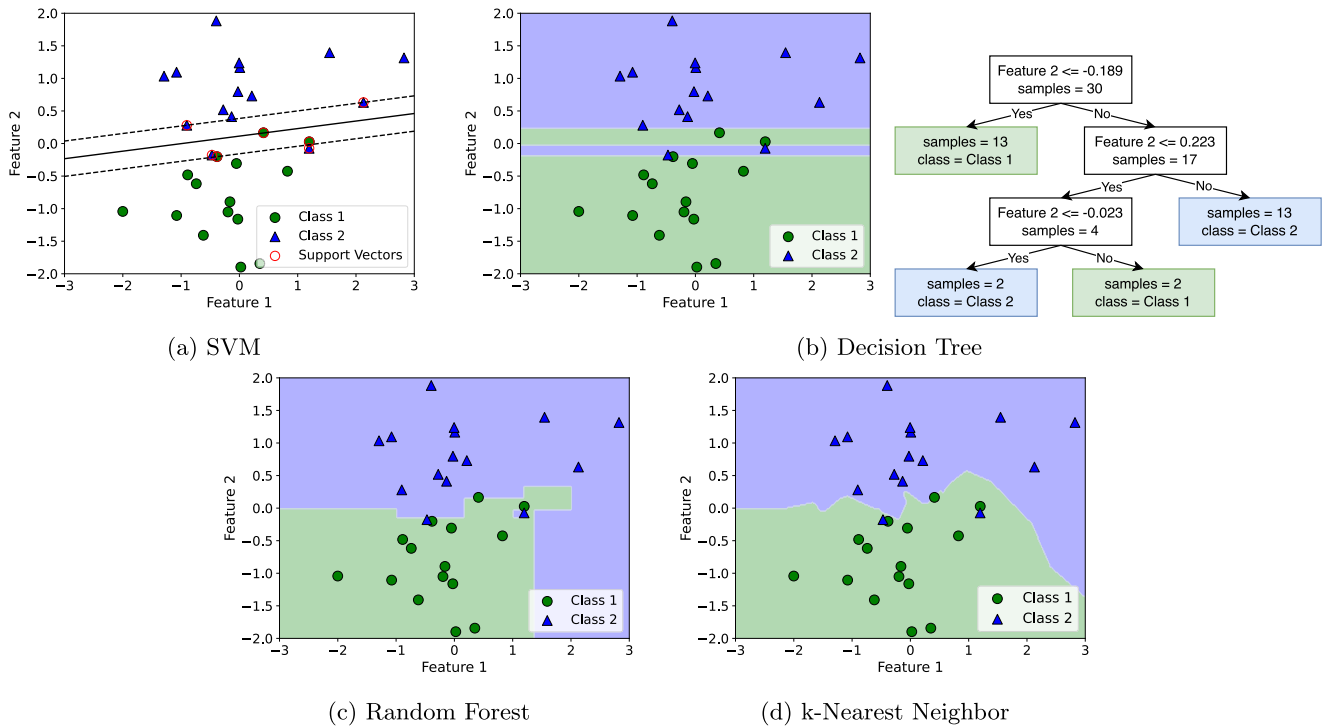 2.0
1.5
1.0
0.5
0.0
−0.5
−1.0
−1.5
−2.0
Feature 2
−3 −2 −1 0 1 2 3
Feature 1
Class 1
Class 2
Support Vectors
(a) SVM
2.0
1.5
1.0
0.5
0.0
−0.5
−1.0
−1.5
−2.0
Feature 2
−3 −2 −1 0 1 2 3
Feature 1
Class 1
Class 2
Feature 2 <= -0.189
samples = 30
Yes No
samples = 13
class = Class 1
Feature 2 <= 0.223
samples = 17
Yes No
Feature 2 <= -0.023
samples = 4
samples = 13
class = Class 2
Yes No
samples = 2
class = Class 2
samples = 2
class = Class 1
(b) Decision Tree
2.0
1.5
1.0
0.5
0.0
−0.5
−1.0
−1.5
−2.0
Feature 2
−3 −2 −1 0 1 2 3
Feature 1
Class 1
Class 2
(c) Random Forest
2.0
1.5
1.0
0.5
0.0
−0.5
−1.0
−1.5
−2.0
Feature 2
−3 −2 −1 0 1 2 3
Feature 1
Class 1
Class 2
(d) k-Nearest Neighbor